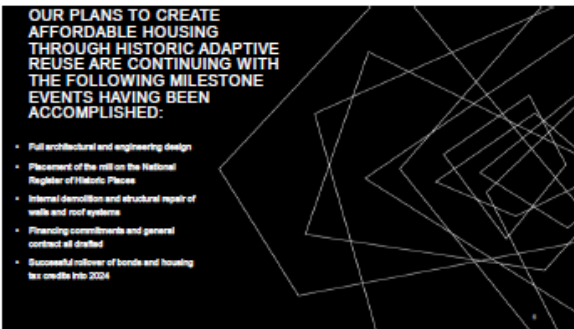 OUR PLANS TO CREATE
AFFORDABLE HOUSING
THROUGH HISTORIC ADAPTIVE
REUSE ARE CONTINUING WITH
THE FOLLOWING MILESTONE
EVENTS HAVING BEEN
ACCOMPLISHED:
• Full architectural and engineering design
• Placement of the mill on the National
Register of Historic Places
• Internal demolition and structural repair of
walls and roof systems
• Financing commitments and general
contract all drafted
• Successful rollover of bonds and housing
tax credits into 2024